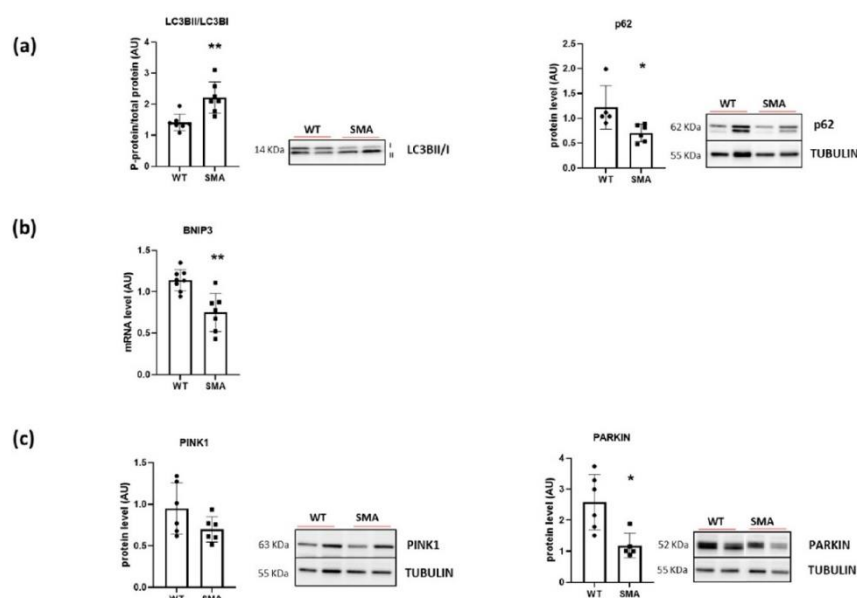 (a)
LC3BII/LC3BI
P-protein/total protein (AU)
4
3
2
1
0
**
WT SMA
WT SMA
14 KDa
I
II
LC3BII/I
p62
protein level (AU)
2.5
2.0
1.5
1.0
0.5
0.0
*
WT SMA
WT SMA
62 KDa p62
55 KDa TUBULIN
(b)
BNIP3
mRNA level (AU)
1.5
1.0
0.5
0.0
**
WT SMA
(c)
PINK1
protein level (AU)
1.5
1.0
0.5
0.0
WT SMA
WT SMA
63 KDa PINK1
55 KDa TUBULIN
PARKIN
protein level (AU)
4
3
2
1
0
*
WT SMA
WT SMA
52 KDa PARKIN
55 KDa TUBULIN